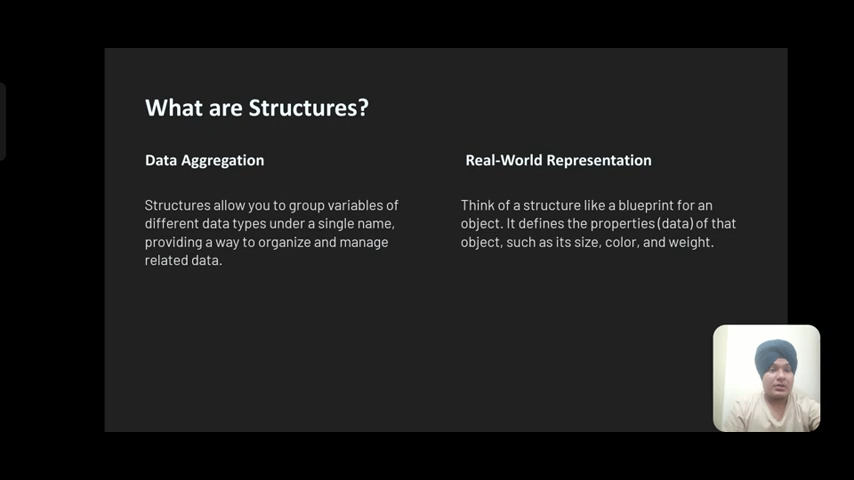 What are Structures?
Data Aggregation
Structures allow you to group variables of
different data types under a single name,
providing a way to organize and manage
related data.
Real-World Representation
Think of a structure like a blueprint for an
object. It defines the properties (data) of that
object, such as its size, color, and weight.